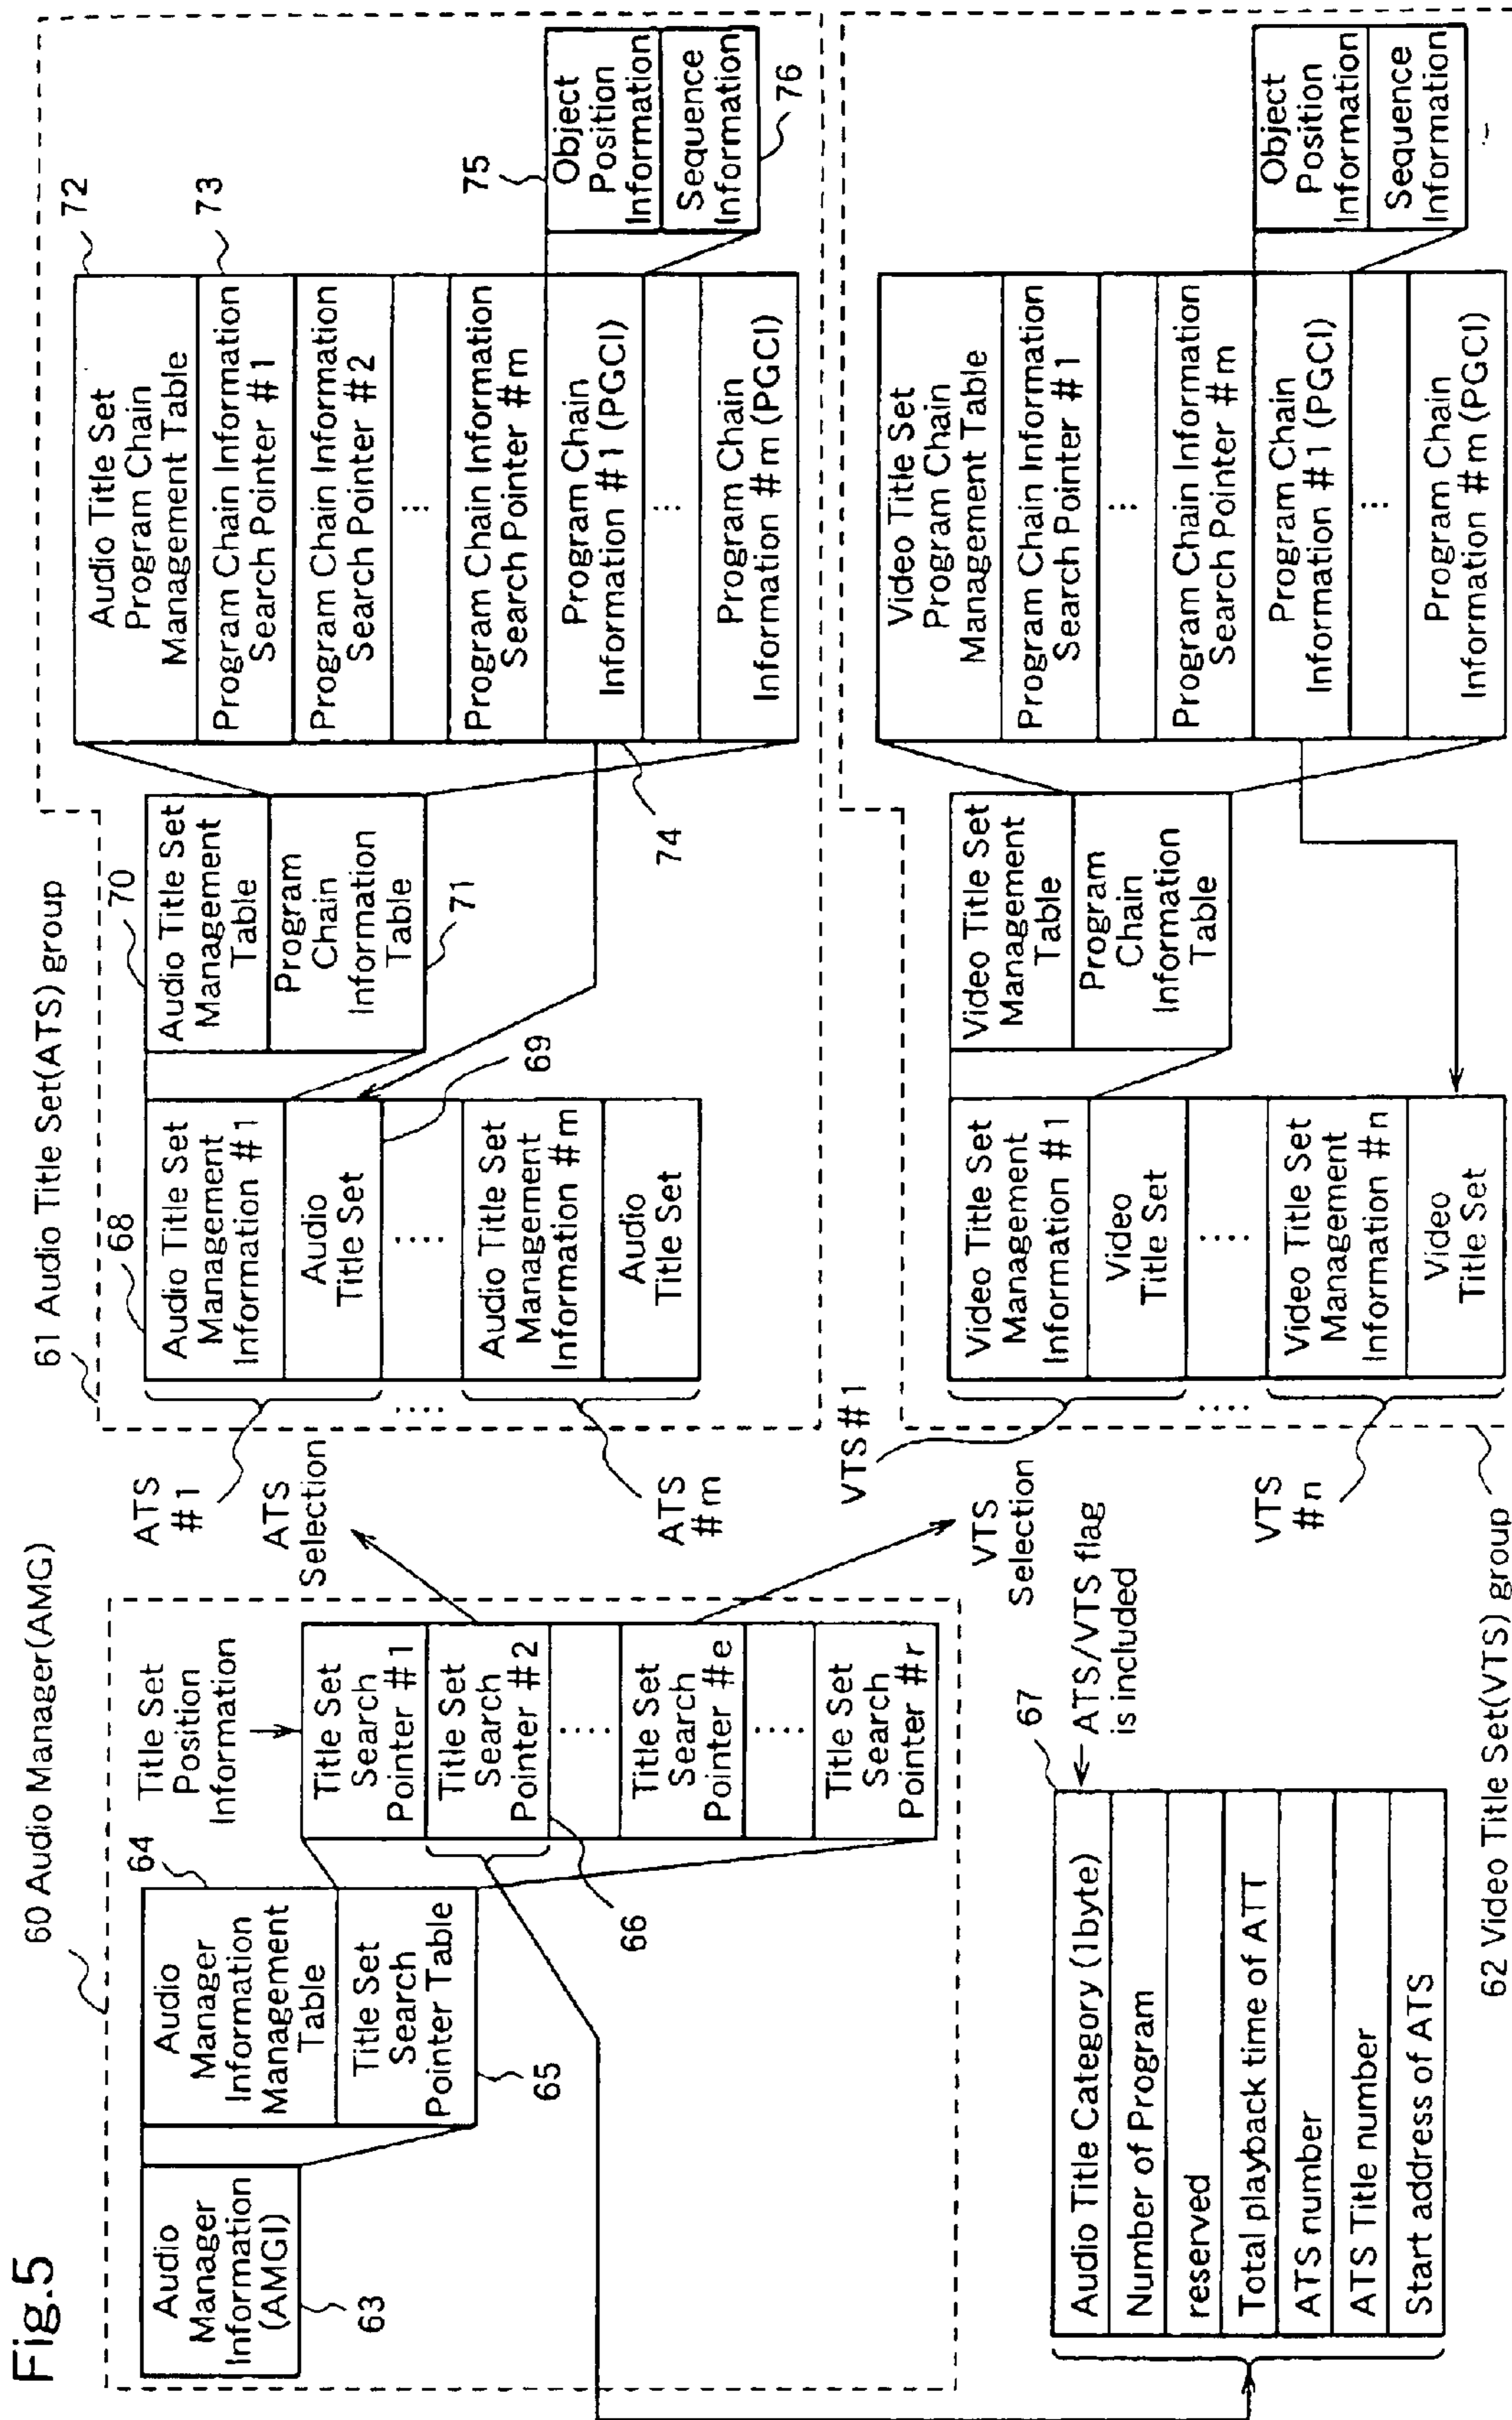 Fig.5
60 Audio Manager(AMG)
Audio
Manager
Information
(AMGI)
63
Audio
Manager
Information
Management
Table
64
Title Set
Search
Pointer Table
65
Title Set
Position
Information
Title Set
Search
Pointer #1
Title Set
Search
Pointer #2
66
Title Set
Search
Pointer #e
Title Set
Search
Pointer #r
ATS
Selection
VTS
Selection
67
ATS/VTS flag
is included
Audio Title Category (1byte)
Number of Program
reserved
Total playback time of ATT
ATS number
ATS Title number
Start address of ATS
61 Audio Title Set(ATS) group
ATS
#1
ATS
#m
68
Audio Title Set
Management
Information #1
Audio
Title Set
69
Audio Title Set
Management
Information #m
Audio
Title Set
70
Audio Title Set
Management
Table
Program
Chain
Information
Table
71
72
Audio Title Set
Program Chain
Management Table
73
Program Chain Information
Search Pointer #1
Program Chain Information
Search Pointer #2
Program Chain Information
Search Pointer #m
Program Chain
Information #1 (PGCI)
74
Program Chain
Information #m (PGCI)
75
Object
Position
Information
Sequence
Information
76
62 Video Title Set(VTS) group
VTS#1
VTS
#n
Video Title Set
Management
Information #1
Video
Title Set
Video Title Set
Management
Information #n
Video
Title Set
Video Title Set
Management
Table
Program
Chain
Information
Table
Video Title Set
Program Chain
Management Table
Program Chain Information
Search Pointer #1
Program Chain Information
Search Pointer #m
Program Chain
Information #1 (PGCI)
Program Chain
Information #m (PGCI)
Object
Position
Information
Sequence
Information